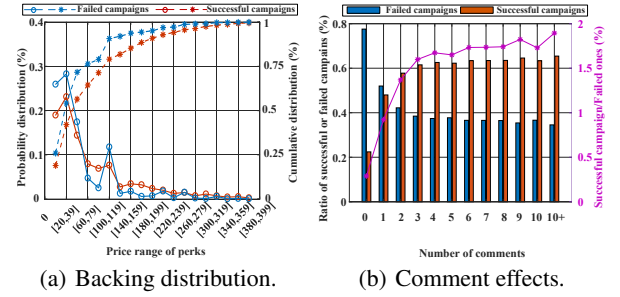 Failed campaigns
Successful campaigns
Probability distribution (%)
0.4
0.3
0.2
0.1
0
Cumulative distribution (%)
1
0.75
0.5
0.25
0
0
[20,39]
[60,79]
[100,119]
[140,159]
[180,199]
[220,239]
[260,279]
[300,319]
[340,359]
[380,399]
Price range of perks
(a) Backing distribution.
Failed campaigns
Successful campaigns
Ratio of successful or failed campains (%)
0.8
0.6
0.4
0.2
0
Successful campaign/Failed ones (%)
2
1.5
1
0.5
0
0 1 2 3 4 5 6 7 8 9 10 10+
Number of comments
(b) Comment effects.